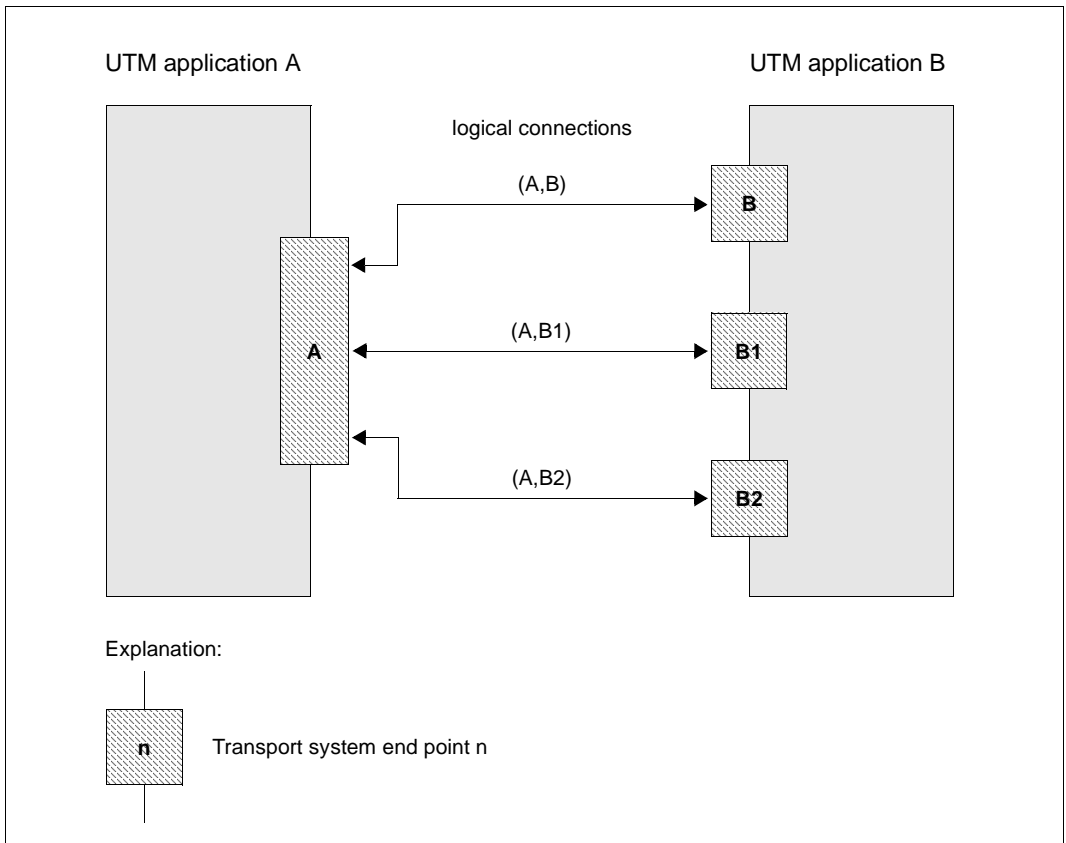 UTM application A
UTM application B
logical connections
(A,B)
B
A
(A,B1)
B1
(A,B2)
B2
Explanation:
n
Transport system end point n